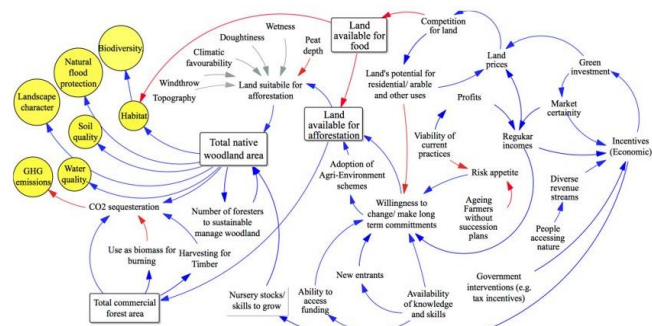 Wetness
Doughtiness
Climatic
favourability
Windthrow
Topography
Peat
depth
Land suitibile for
afforestation
Land
available for
food
Competition
for land
Land
prices
Green
investment
Land's potential for
residential/ arable
and other uses
Profits
Market
certainity
Regukar
incomes
Incentives
(Economic)
Biodiversity
Natural
flood
protection
Landscape
character
Habitat
Soil
quality
Water
quality
GHG
emissions
Total native
woodland area
Land
available for
afforestation
Viability of
current
practices
Risk appetite
Adoption of
Agri-Environment
schemes
Willingness to
change/ make long
term commitments
Ageing
Farmers
without
succession
plans
Diverse
revenue
streams
People
accessing
nature
CO2 sequesteration
Number of foresters
to sustainable
manage woodland
Use as biomass for
burning
Harvesting for
Timber
Total commercial
forest area
Nursery stocks/
skills to grow
New entrants
Ability to
access
funding
Availability
of knowledge
and skills
Government
interventions (e.g.
tax incentives)